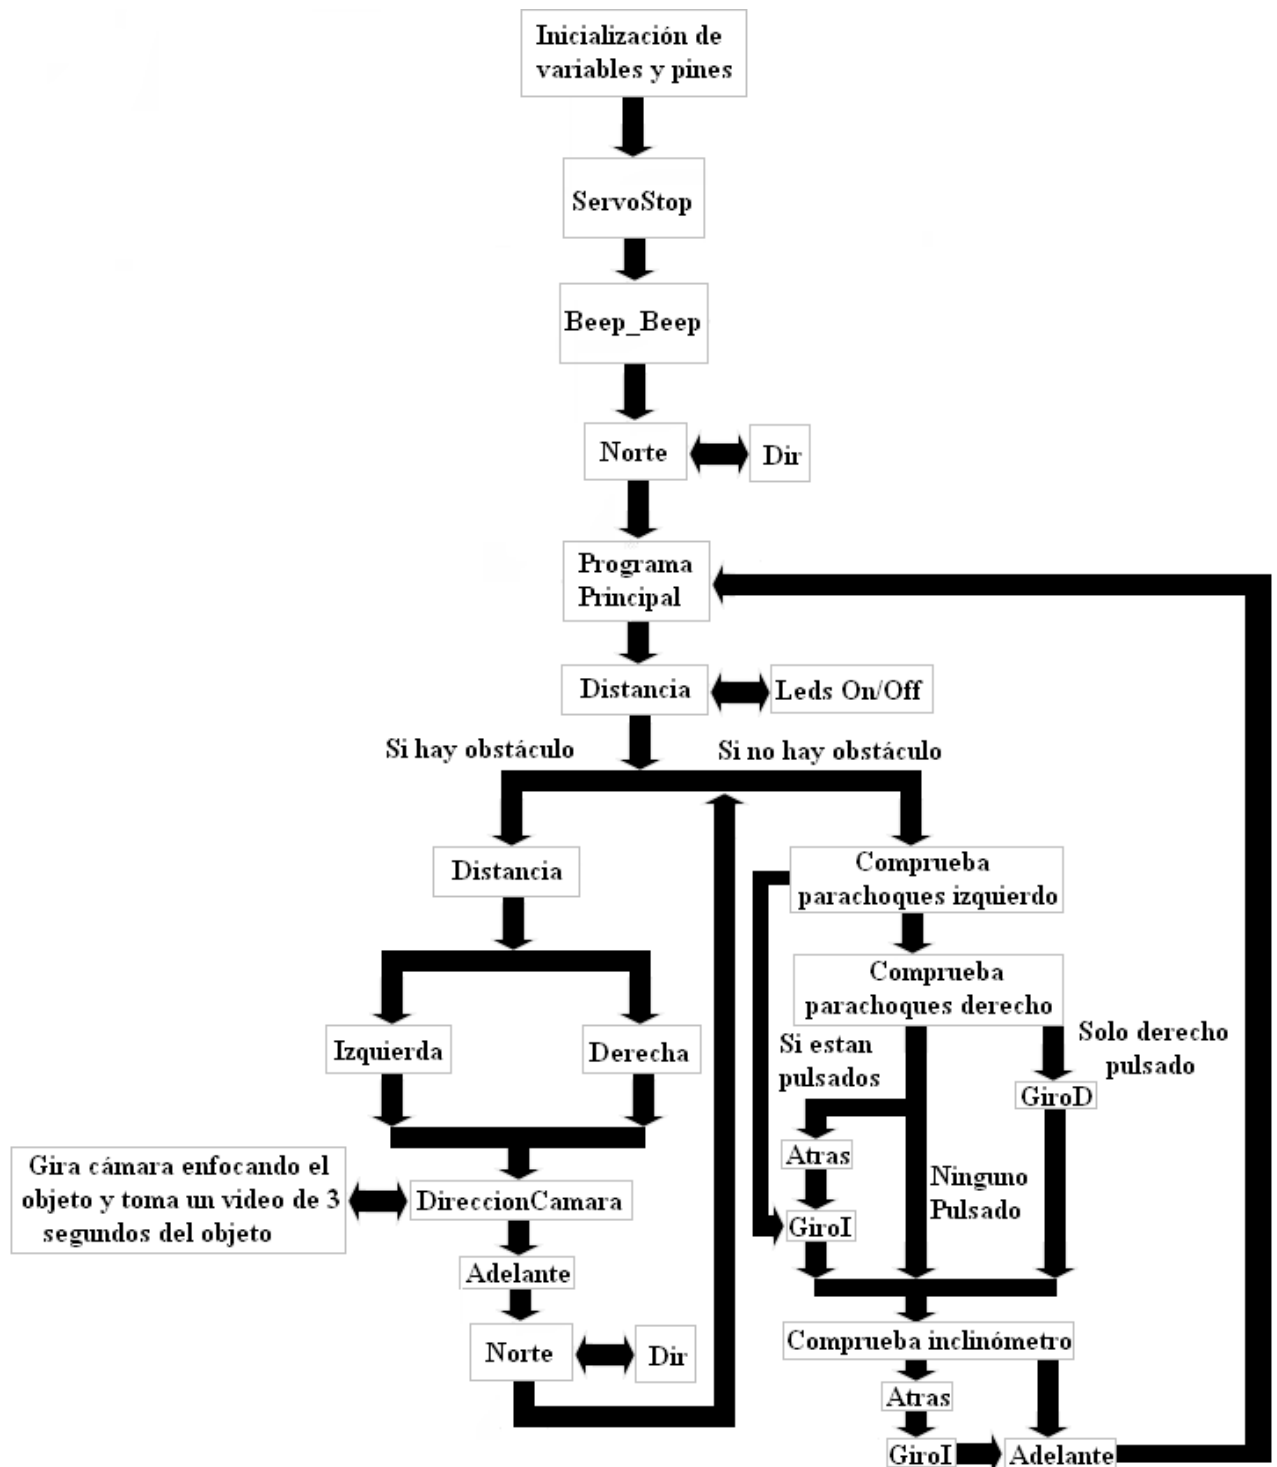 Inicialización de
variables y pines
ServoStop
Beep_Beep
Norte
Dir
Programa
Principal
Distancia
Leds On/Off
Si hay obstáculo
Si no hay obstáculo
Distancia
Izquierda
Derecha
Gira cámara enfocando el
objeto y toma un video de 3
segundos del objeto
DireccionCamara
Adelante
Norte
Dir
Comprueba
parachoques izquierdo
Comprueba
parachoques derecho
Si estan
pulsados
Solo derecho
pulsado
GiroD
Atras
Ninguno
Pulsado
GiroI
Comprueba inclinómetro
Atras
GiroI
Adelante